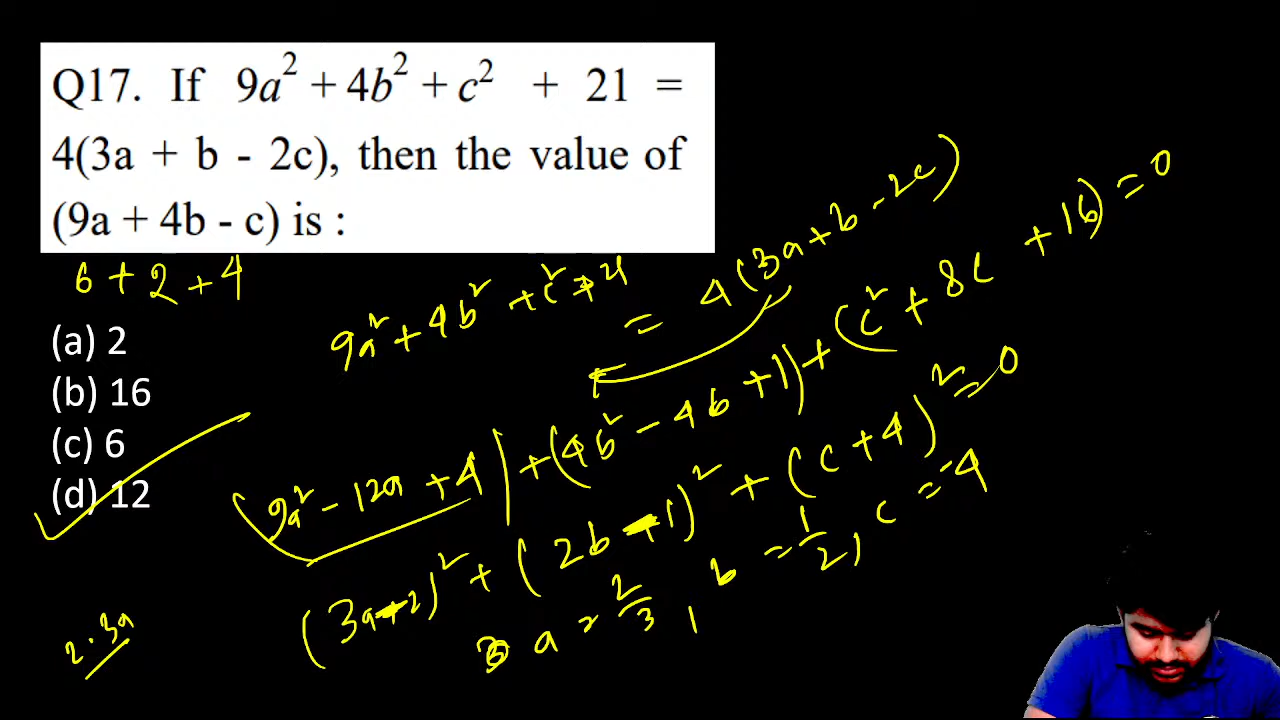 Q17. If 9a² + 4b² + c² + 21 =
4(3a + b - 2c), then the value of
(9a + 4b - c) is :
6 + 2 + 4
(a) 2
(b) 16
(c) 6
(d) 12
9a² + 4b² + c² + 21 = 4(3a + b - 2c)
9a² - 12a + 4) + (4b² - 4b + 1) + (c² + 8c + 16) = 0
(3a - 2)² + (2b - 1)² + (c + 4)² = 0
a = 2/3, b = 1/2, c = -4
2 · 3a